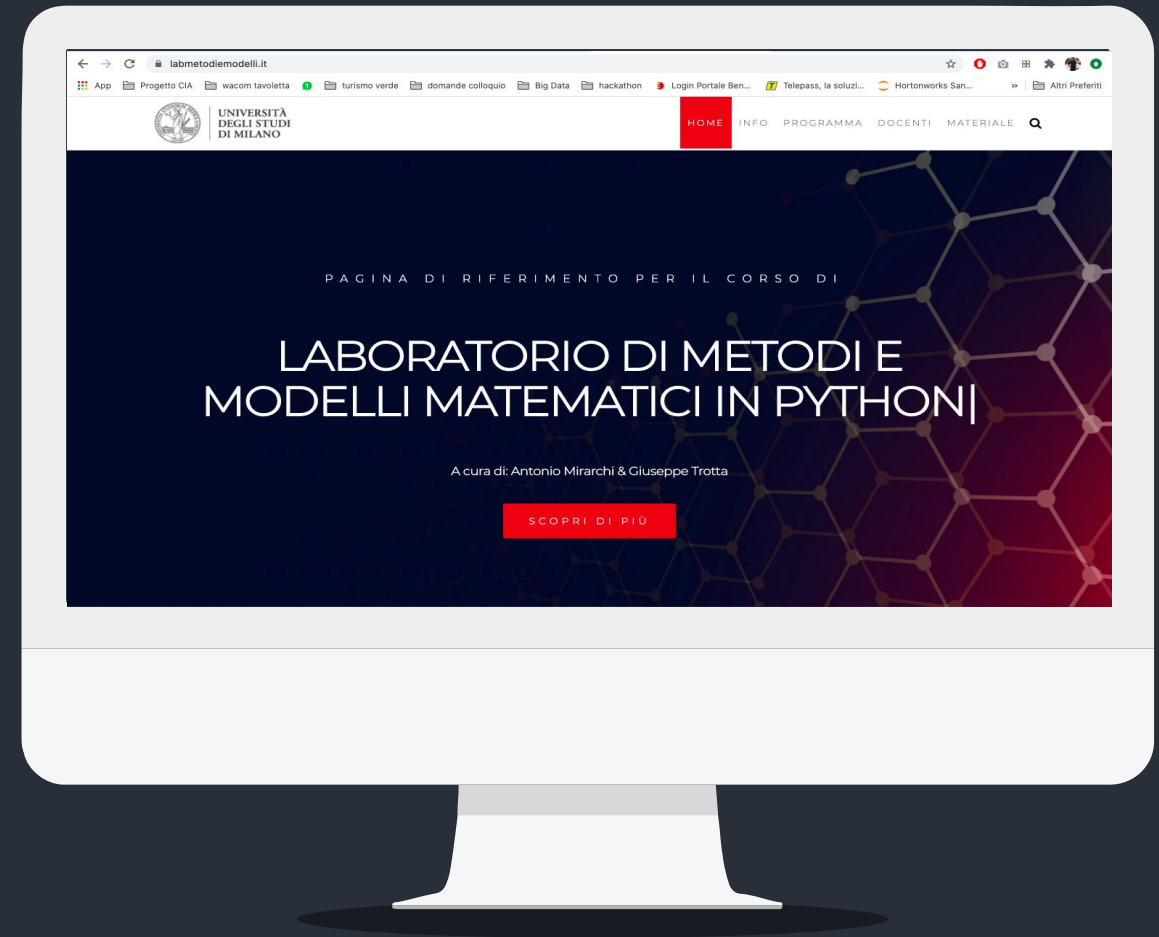 labmetodiemodelli.it
App Progetto CIA wacom tavoletta turismo verde domande colloquio Big Data hackathon Login Portale Ben... Telepass, la soluzi... Hortonworks San... » Altri Preferiti
UNIVERSITÀ
DEGLI STUDI
DI MILANO
HOME INFO PROGRAMMA DOCENTI MATERIALE
PAGINA DI RIFERIMENTO PER IL CORSO DI
LABORATORIO DI METODI E
MODELLI MATEMATICI IN PYTHON|
A cura di: Antonio Mirarchi & Giuseppe Trotta
SCOPRI DI PIÙ